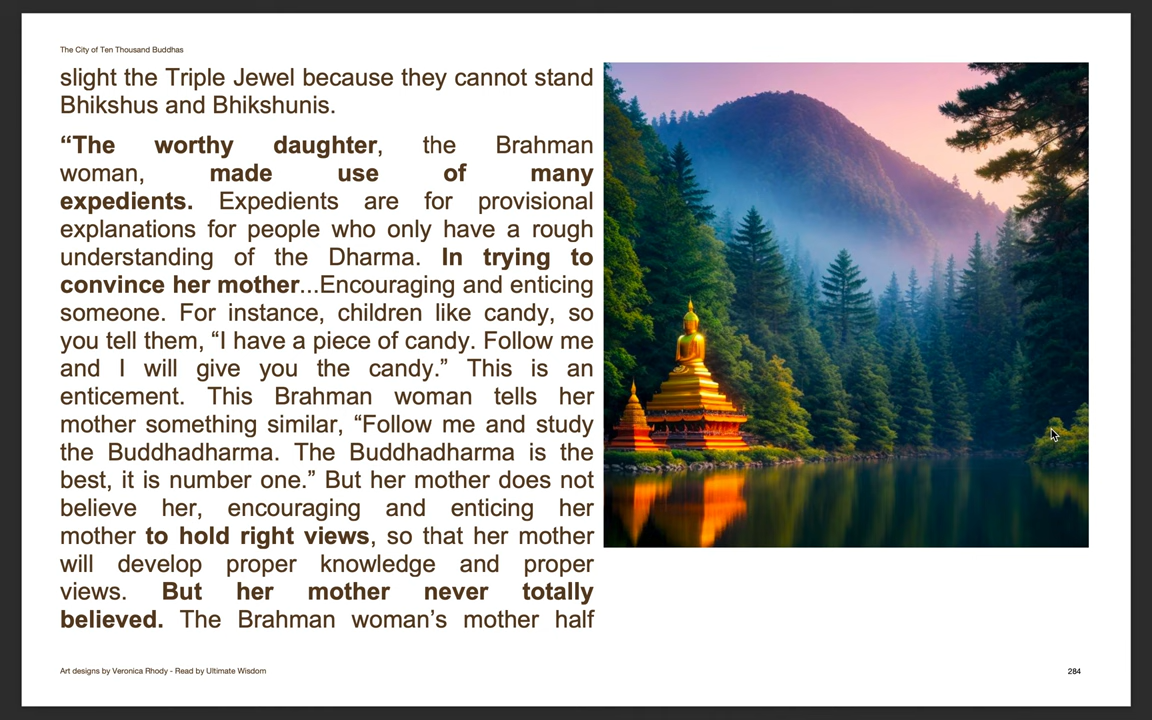 The City of Ten Thousand Buddhas
slight the Triple Jewel because they cannot stand
Bhikshus and Bhikshunis.
“The worthy daughter, the Brahman
woman, made use of many
expedients. Expedients are for provisional
explanations for people who only have a rough
understanding of the Dharma. In trying to
convince her mother...Encouraging and enticing
someone. For instance, children like candy, so
you tell them, “I have a piece of candy. Follow me
and I will give you the candy.” This is an
enticement. This Brahman woman tells her
mother something similar, “Follow me and study
the Buddhadharma. The Buddhadharma is the
best, it is number one.” But her mother does not
believe her, encouraging and enticing her
mother to hold right views, so that her mother
will develop proper knowledge and proper
views. But her mother never totally
believed. The Brahman woman’s mother half
Art designs by Veronica Rhody - Read by Ultimate Wisdom
284